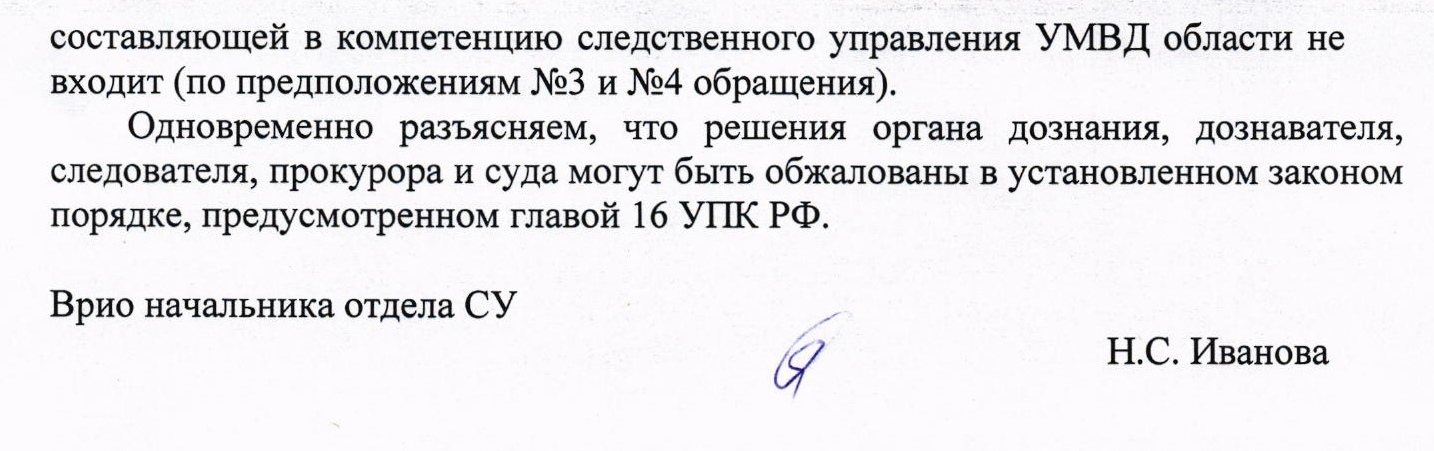 составляющей в компетенцию следственного управления УМВД области не
входит (по предположениям №3 и №4 обращения).
Одновременно разъясняем, что решения органа дознания, дознавателя,
следователя, прокурора и суда могут быть обжалованы в установленном законом
порядке, предусмотренном главой 16 УПК РФ.
Врио начальника отдела СУ
Н.С. Иванова